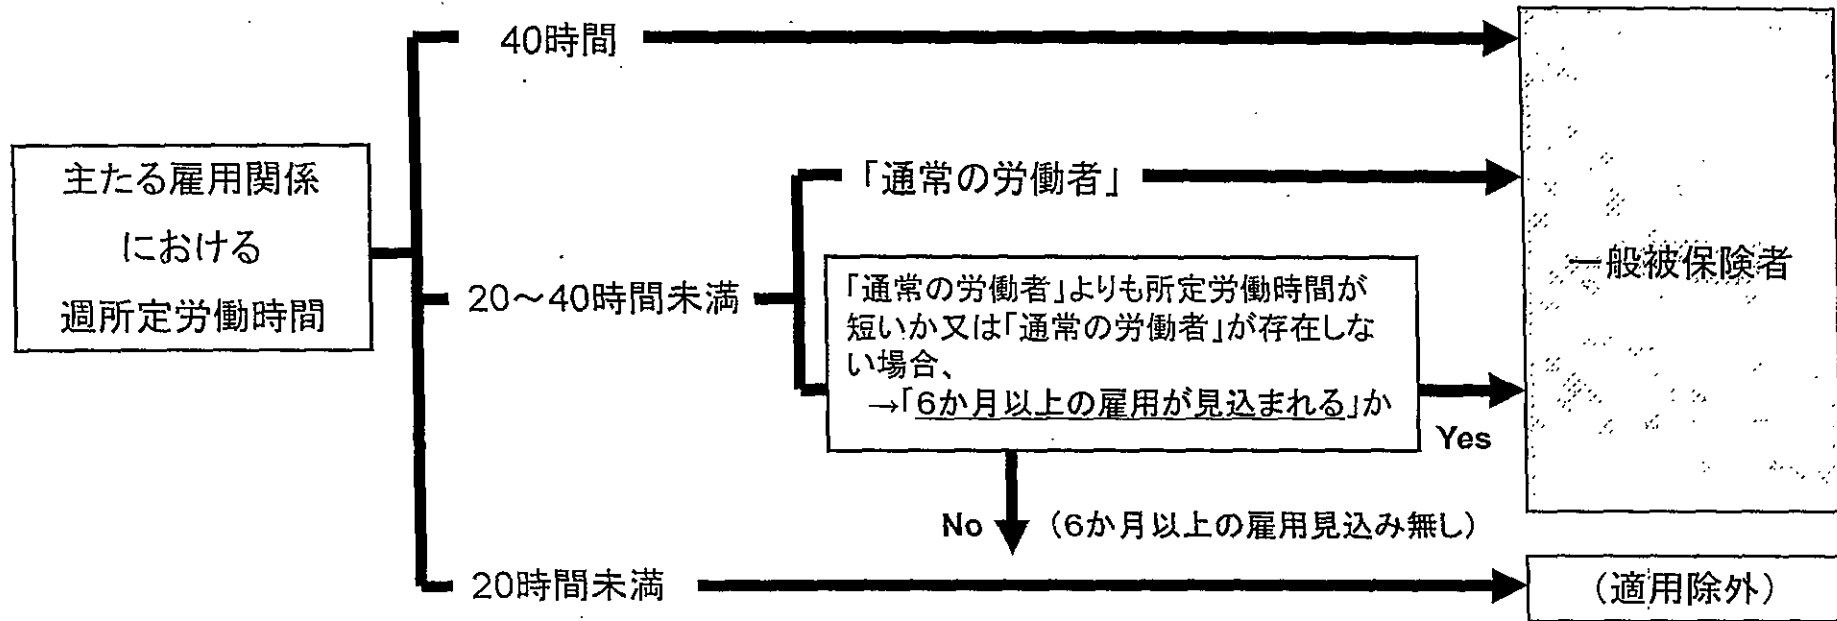 40時間
主たる雇用関係
における
週所定労働時間
「通常の労働者」
20～40時間未満
「通常の労働者」よりも所定労働時間が
短いか又は「通常の労働者」が存在しな
い場合、
→「6か月以上の雇用が見込まれる」か
一般被保険者
Yes
No
（6か月以上の雇用見込み無し）
20時間未満
（適用除外）